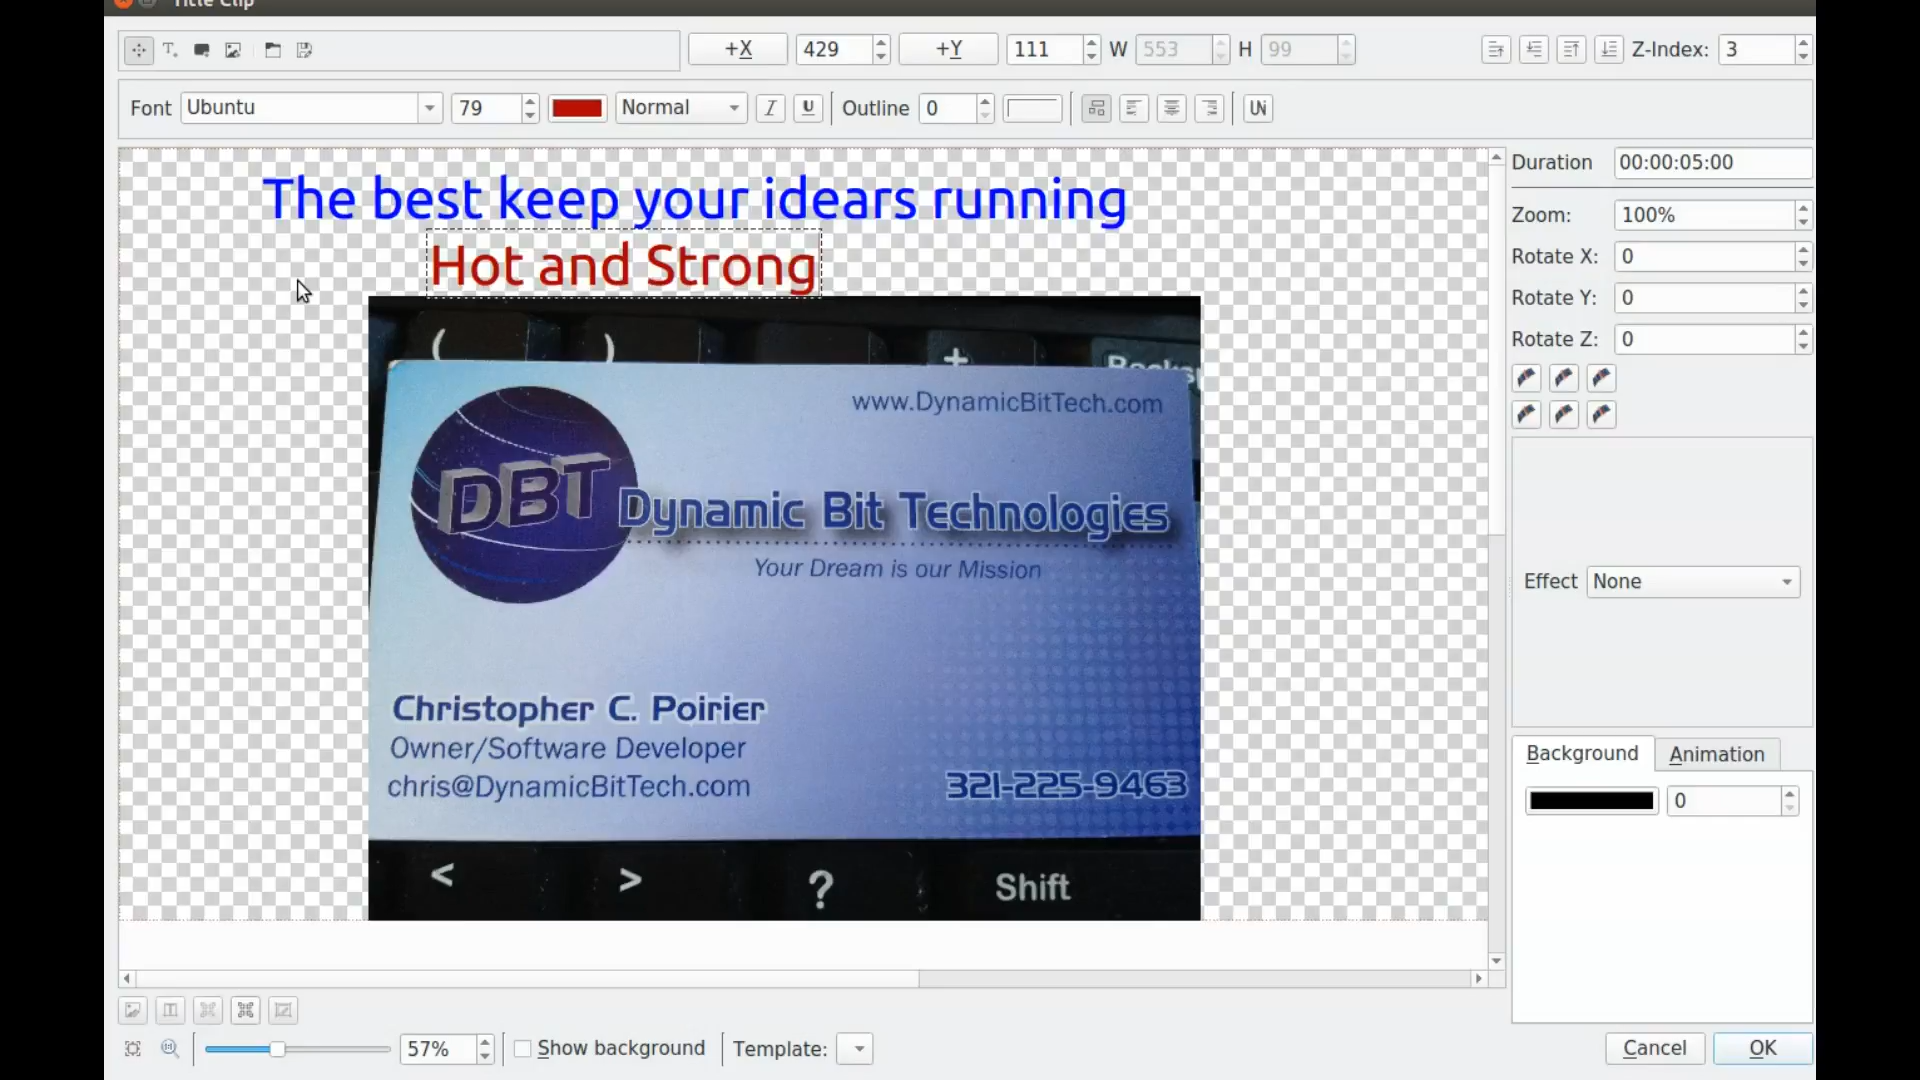 Title Clip
+X 429 +Y 111 W 553 H 99 Z-Index: 3
Font Ubuntu 79 Normal I U Outline 0
Duration 00:00:05:00
Zoom: 100%
Rotate X: 0
Rotate Y: 0
Rotate Z: 0
The best keep your idears running
Hot and Strong
( ) +
www.DynamicBitTech.com
DBT
Dynamic Bit Technologies
Your Dream is our Mission
Christopher C. Poirier
Owner/Software Developer
chris@DynamicBitTech.com
321-225-9463
< > ? Shift
Effect None
Background Animation
0
57% Show background Template:
Cancel OK